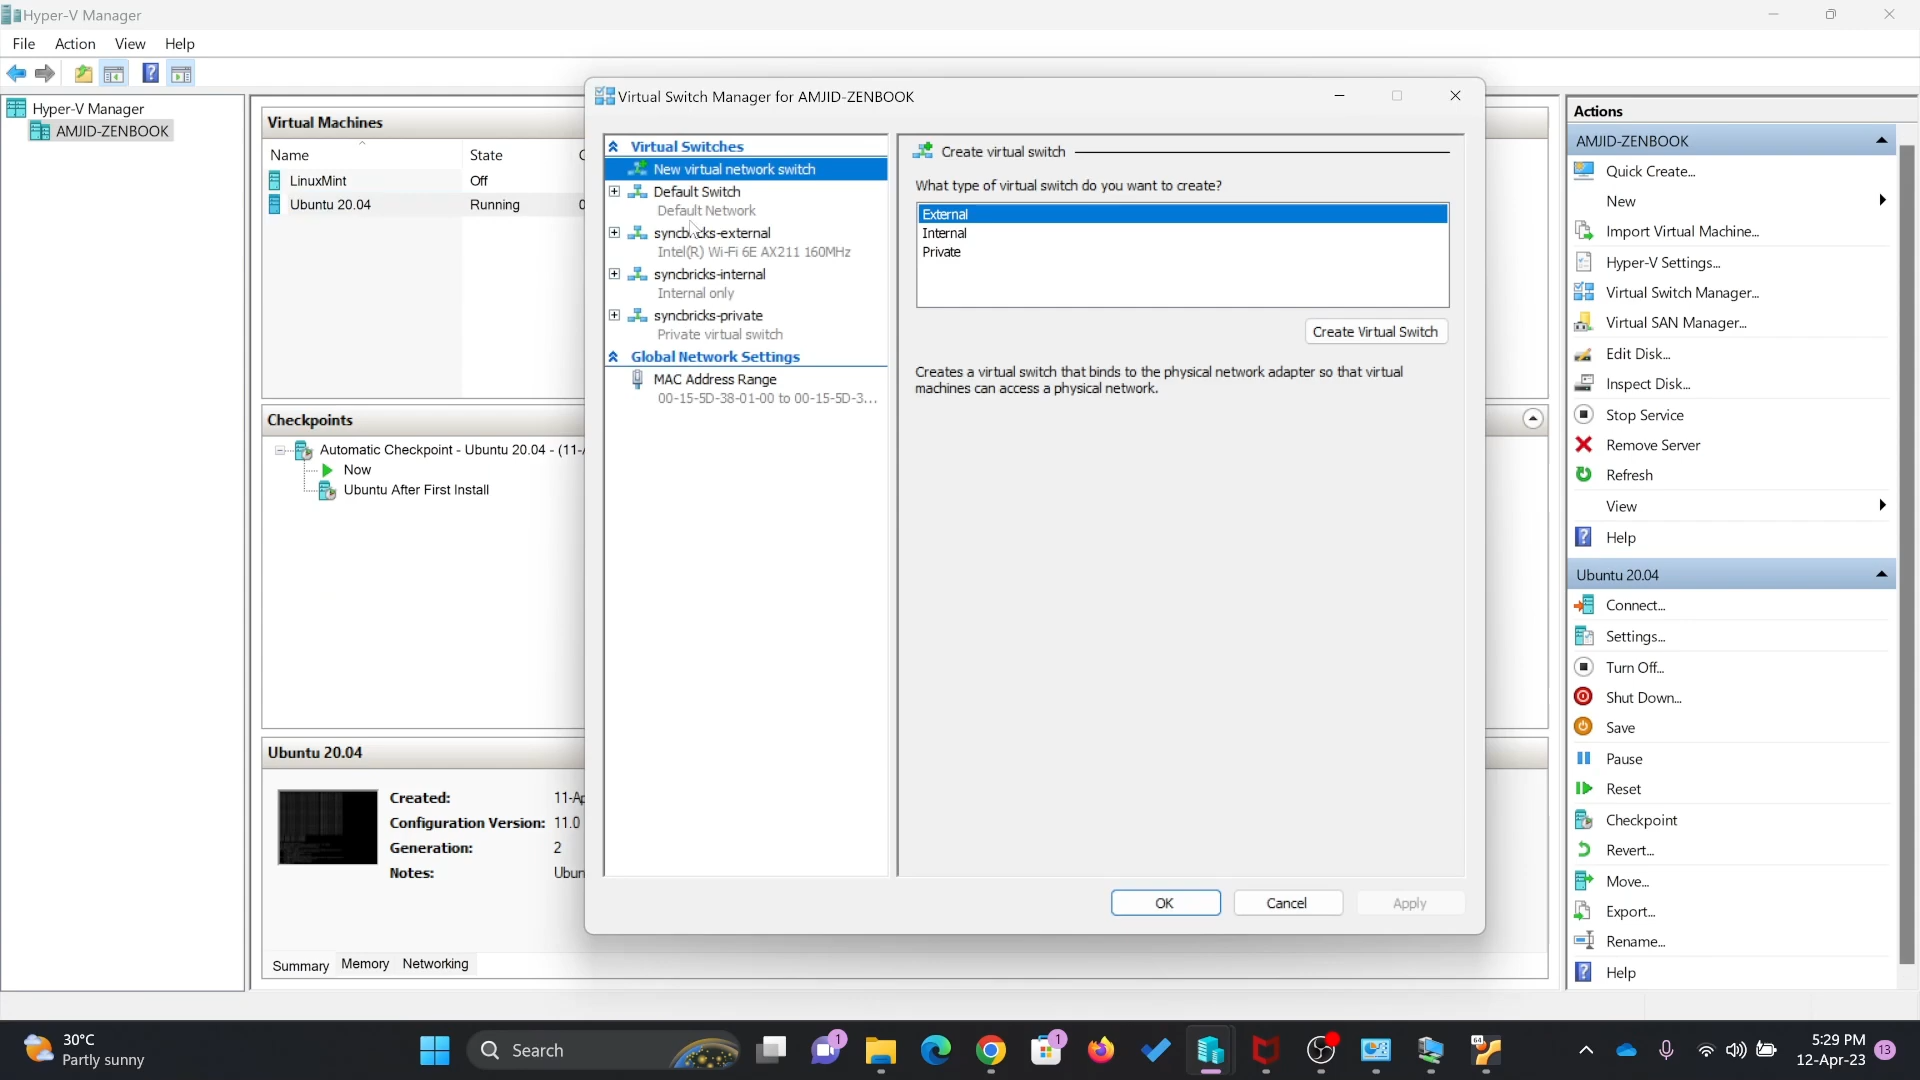 Hyper-V Manager
File Action View Help
Hyper-V Manager
AMJID-ZENBOOK
Virtual Machines
Name State
LinuxMint Off
Ubuntu 20.04 Running
Checkpoints
Automatic Checkpoint - Ubuntu 20.04 - (11-
Now
Ubuntu After First Install
Ubuntu 20.04
Created: 11-Ap
Configuration Version: 11.0
Generation: 2
Notes: Ubun
Summary Memory Networking
Virtual Switch Manager for AMJID-ZENBOOK
Virtual Switches
New virtual network switch
Default Switch
Default Network
syncbricks-external
Intel(R) Wi-Fi 6E AX211 160MHz
syncbricks-internal
Internal only
syncbricks-private
Private virtual switch
Global Network Settings
MAC Address Range
00-15-5D-38-01-00 to 00-15-5D-3...
Create virtual switch
What type of virtual switch do you want to create?
External
Internal
Private
Create Virtual Switch
Creates a virtual switch that binds to the physical network adapter so that virtual
machines can access a physical network.
OK Cancel Apply
Actions
AMJID-ZENBOOK
Quick Create...
New
Import Virtual Machine...
Hyper-V Settings...
Virtual Switch Manager...
Virtual SAN Manager...
Edit Disk...
Inspect Disk...
Stop Service
Remove Server
Refresh
View
Help
Ubuntu 20.04
Connect...
Settings...
Turn Off...
Shut Down...
Save
Pause
Reset
Checkpoint
Revert...
Move...
Export...
Rename...
Help
30°C
Partly sunny
Search
1
1
64
5:29 PM
12-Apr-23
13